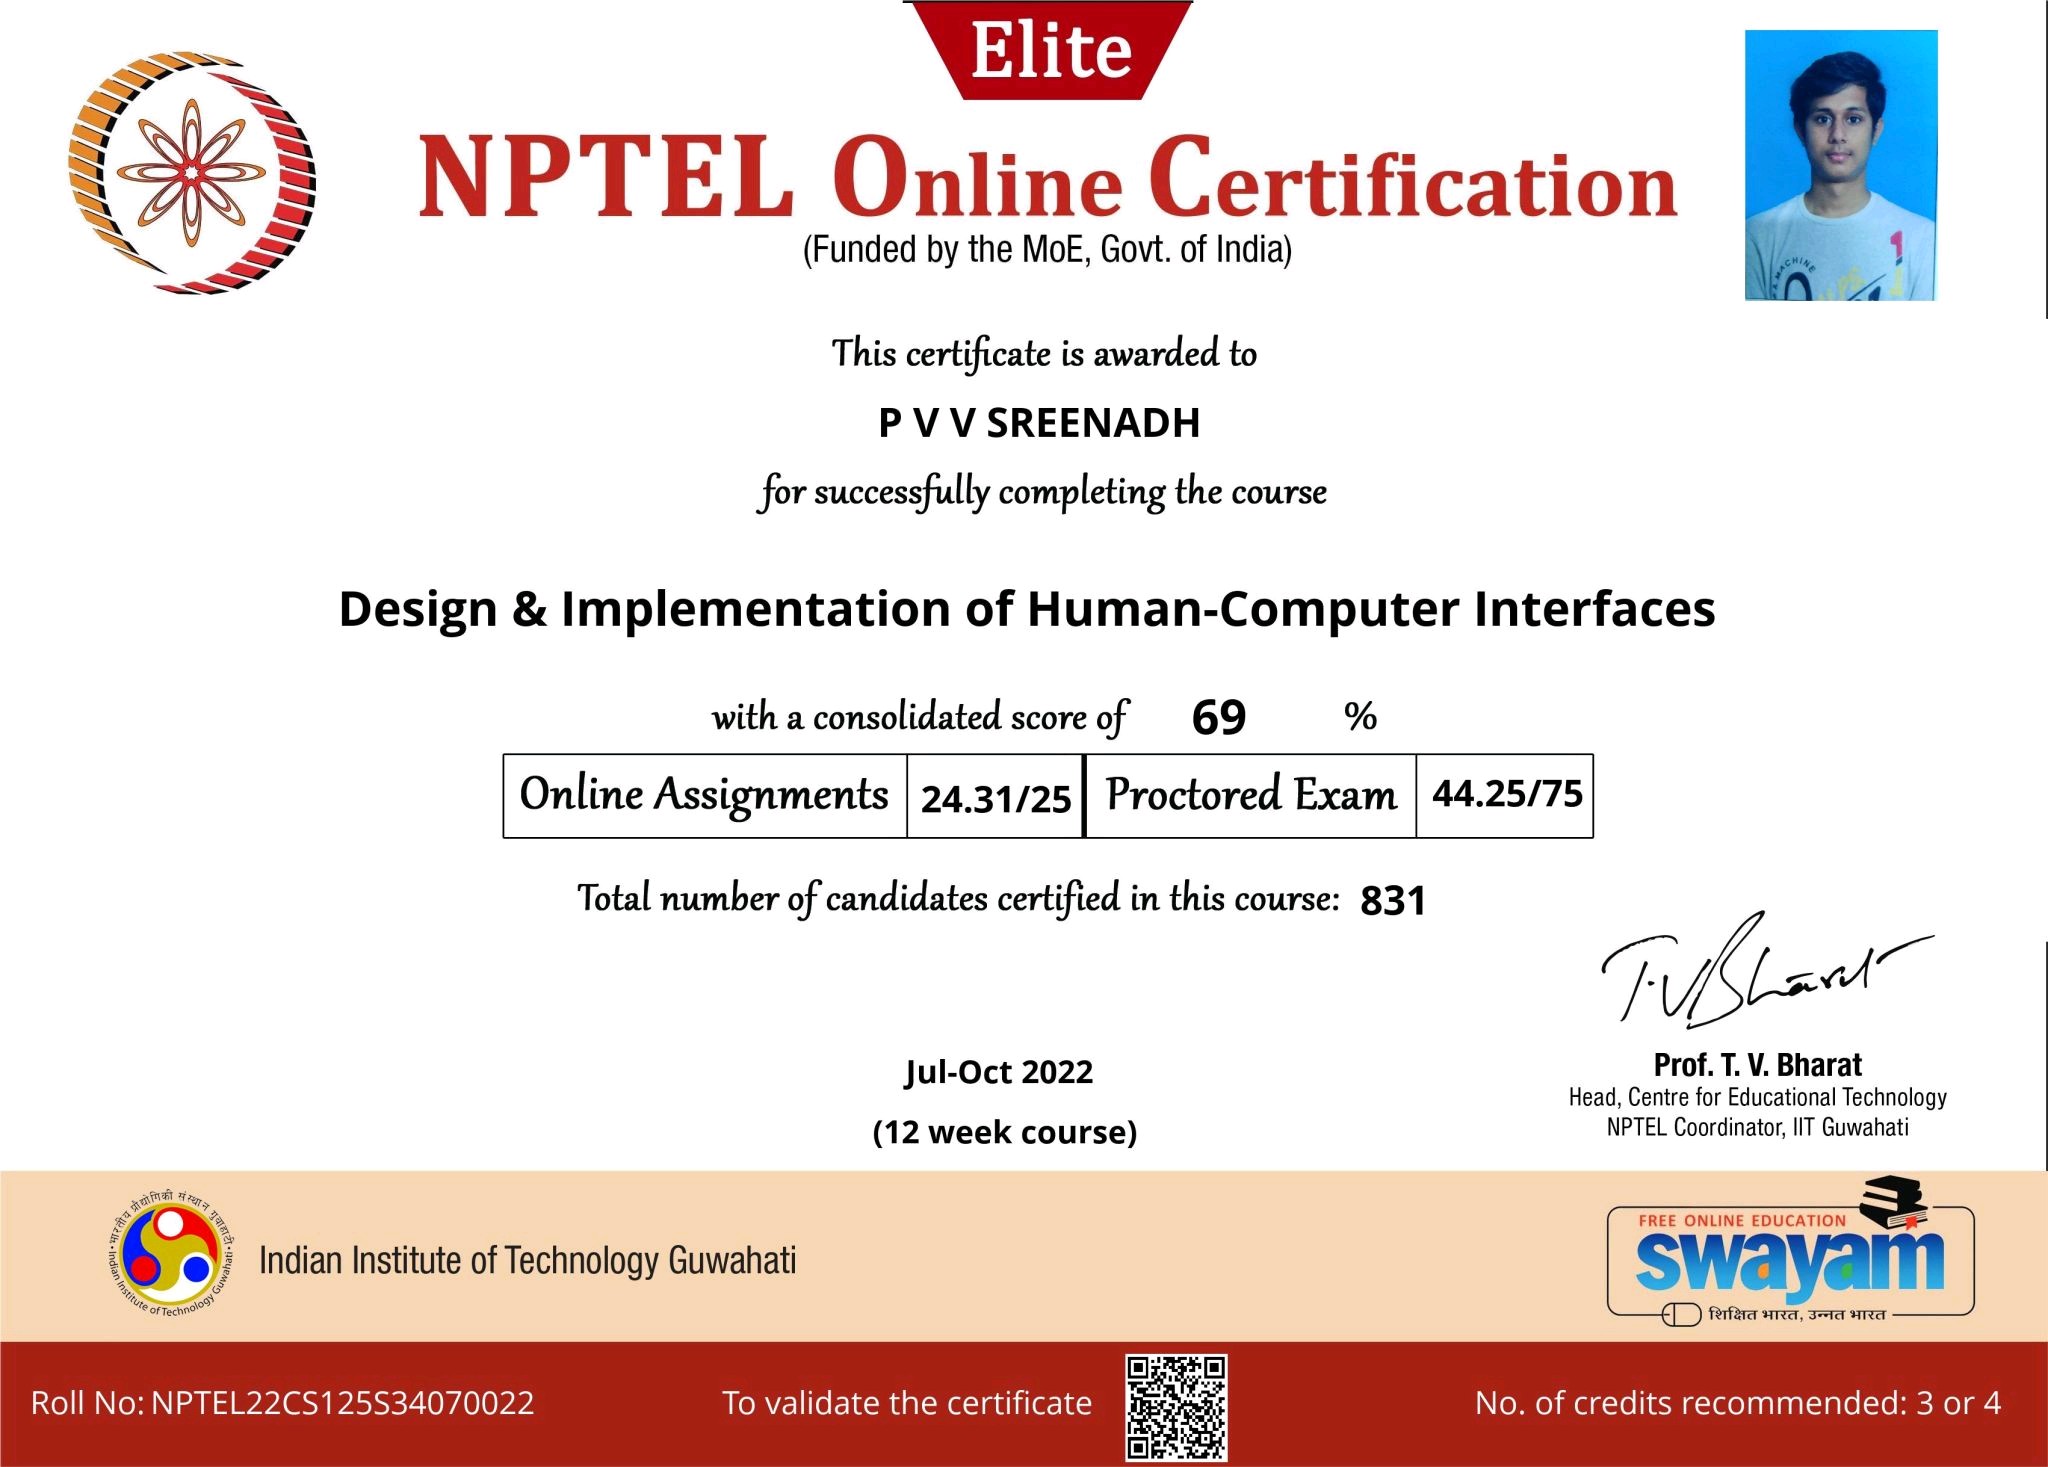 Elite
NPTEL Online Certification
(Funded by the MoE, Govt. of India)
MACHINE
1
This certificate is awarded to
P V V SREENADH
for successfully completing the course
Design & Implementation of Human-Computer Interfaces
with a consolidated score of 69 %
Online Assignments 24.31/25 Proctored Exam 44.25/75
Total number of candidates certified in this course: 831
T.V Bharat
Jul-Oct 2022
(12 week course)
Prof. T. V. Bharat
Head, Centre for Educational Technology
NPTEL Coordinator, IIT Guwahati
भारतीय प्रौद्योगिकी संस्थान गुवाहाटी
Indian Institute of Technology Guwahati
Indian Institute of Technology Guwahati
FREE ONLINE EDUCATION
swayam
शिक्षित भारत, उन्नत भारत
Roll No: NPTEL22CS125S34070022
To validate the certificate
No. of credits recommended: 3 or 4